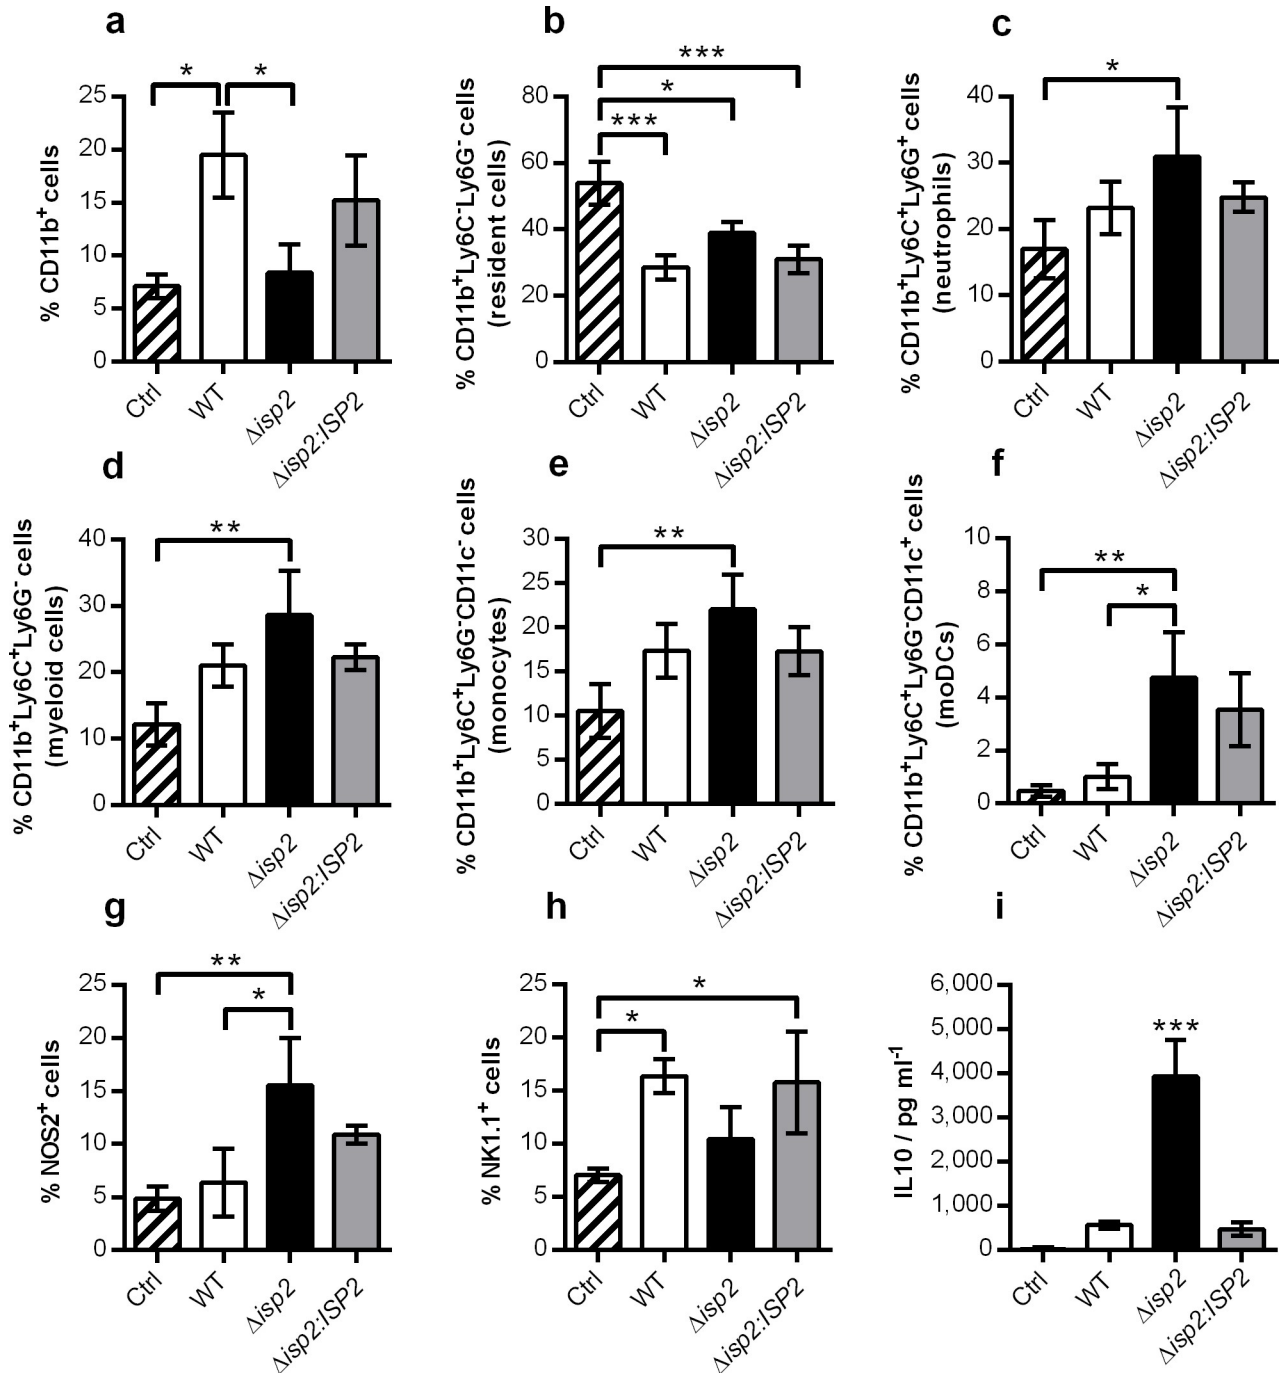 a
* *
% CD11b⁺ cells
25
20
15
10
5
0
Ctrl
WT
Δisp2
Δisp2:ISP2
b
***
*
***
% CD11b⁺Ly6C⁻Ly6G⁻ cells
(resident cells)
80
60
40
20
0
Ctrl
WT
Δisp2
Δisp2:ISP2
c
*
% CD11b⁺Ly6C⁺Ly6G⁺ cells
(neutrophils)
40
30
20
10
0
Ctrl
WT
Δisp2
Δisp2:ISP2
d
**
% CD11b⁺Ly6C⁺Ly6G⁻ cells
(myeloid cells)
40
30
20
10
0
Ctrl
WT
Δisp2
Δisp2:ISP2
e
**
% CD11b⁺Ly6C⁺Ly6G⁻CD11c⁻ cells
(monocytes)
30
25
20
15
10
5
0
Ctrl
WT
Δisp2
Δisp2:ISP2
f
**
*
% CD11b⁺Ly6C⁺Ly6G⁻CD11c⁺ cells
(moDCs)
10
8
6
4
2
0
Ctrl
WT
Δisp2
Δisp2:ISP2
g
**
*
% NOS2⁺ cells
25
20
15
10
5
0
Ctrl
WT
Δisp2
Δisp2:ISP2
h
*
*
% NK1.1⁺ cells
25
20
15
10
5
0
Ctrl
WT
Δisp2
Δisp2:ISP2
i
***
IL10 / pg ml⁻¹
6,000
5,000
4,000
3,000
2,000
1,000
0
Ctrl
WT
Δisp2
Δisp2:ISP2